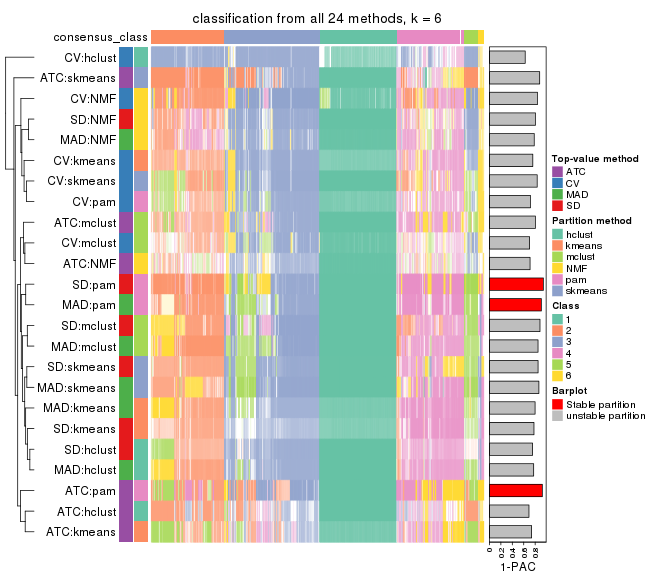 classification from all 24 methods, k = 6
consensus_class
CV:hclust
ATC:skmeans
CV:NMF
SD:NMF
MAD:NMF
CV:kmeans
CV:skmeans
CV:pam
ATC:mclust
CV:mclust
ATC:NMF
SD:pam
MAD:pam
SD:mclust
MAD:mclust
SD:skmeans
MAD:skmeans
MAD:kmeans
SD:kmeans
SD:hclust
MAD:hclust
ATC:pam
ATC:hclust
ATC:kmeans
0 0.2 0.4 0.6 0.8
1-PAC
Top-value method
ATC
CV
MAD
SD
Partition method
hclust
kmeans
mclust
NMF
pam
skmeans
Class
1
2
3
4
5
6
Barplot
Stable partition
unstable partition